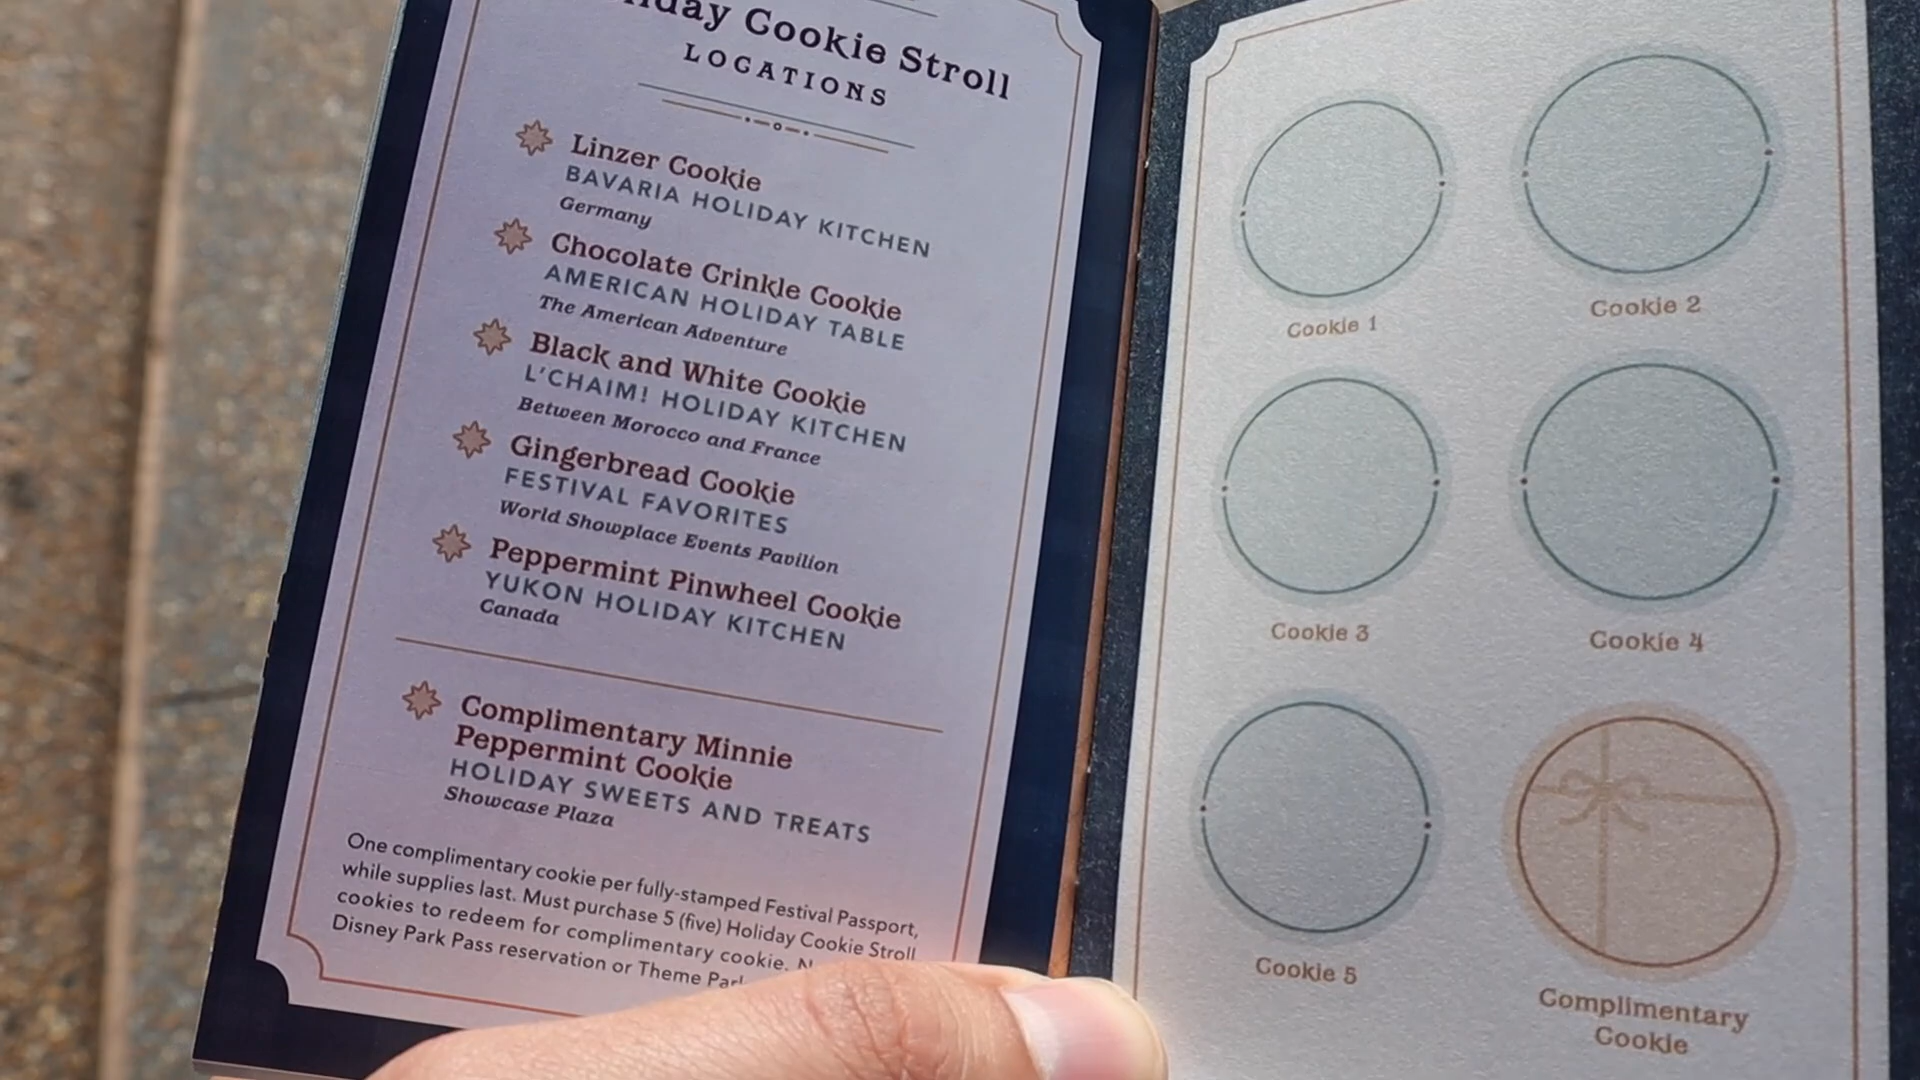 Cookie Stroll
LOCATIONS
Linzer Cookie
BAVARIA HOLIDAY KITCHEN
Germany
Chocolate Crinkle Cookie
AMERICAN HOLIDAY TABLE
The American Adventure
Black and White Cookie
L'CHAIM! HOLIDAY KITCHEN
Between Morocco and France
Gingerbread Cookie
FESTIVAL FAVORITES
World Showplace Events Pavilion
Peppermint Pinwheel Cookie
YUKON HOLIDAY KITCHEN
Canada
Complimentary Minnie
Peppermint Cookie
HOLIDAY SWEETS AND TREATS
Showcase Plaza
One complimentary cookie per fully-stamped Festival Passport,
while supplies last. Must purchase 5 (five) Holiday Cookie Stroll
cookies to redeem for complimentary cookie.
Disney Park Pass reservation or Theme
Cookie 1
Cookie 2
Cookie 3
Cookie 4
Cookie 5
Complimentary
Cookie